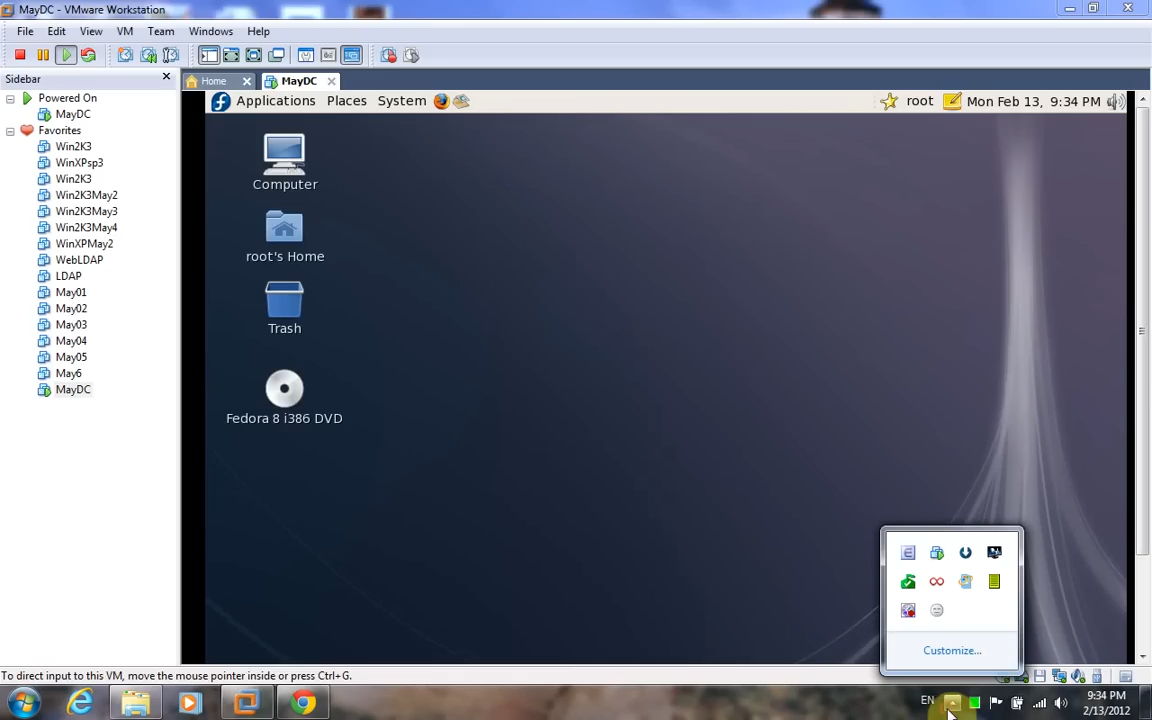 MayDC - VMware Workstation
File Edit View VM Team Windows Help
Sidebar
Home
MayDC
Powered On
MayDC
Favorites
Win2K3
WinXPsp3
Win2K3
Win2K3May2
Win2K3May3
Win2K3May4
WinXPMay2
WebLDAP
LDAP
May01
May02
May03
May04
May05
May6
MayDC
Applications Places System
root
Mon Feb 13, 9:34 PM
Computer
root's Home
Trash
Fedora 8 i386 DVD
Customize...
To direct input to this VM, move the mouse pointer inside or press Ctrl+G.
EN
9:34 PM
2/13/2012